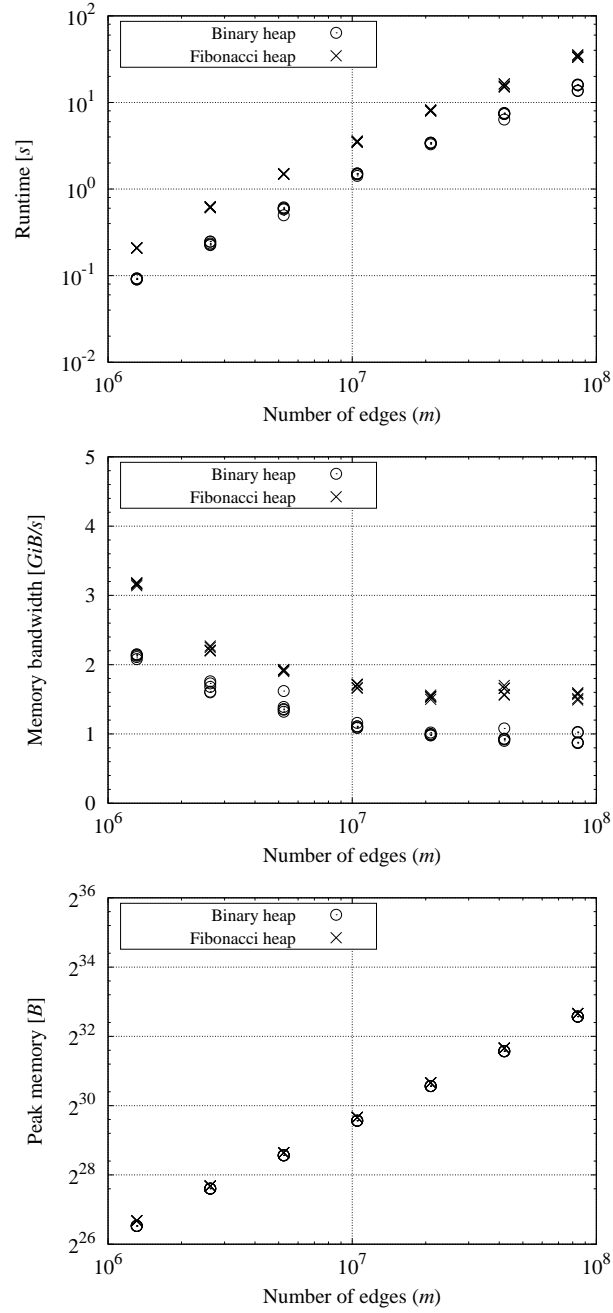 10^2
10^1
10^0
10^-1
10^-2
Runtime [s]
Binary heap
Fibonacci heap
10^6 10^7 10^8
Number of edges (m)
5
4
3
2
1
0
Memory bandwidth [GiB/s]
Binary heap
Fibonacci heap
10^6 10^7 10^8
Number of edges (m)
2^36
2^34
2^32
2^30
2^28
2^26
Peak memory [B]
Binary heap
Fibonacci heap
10^6 10^7 10^8
Number of edges (m)